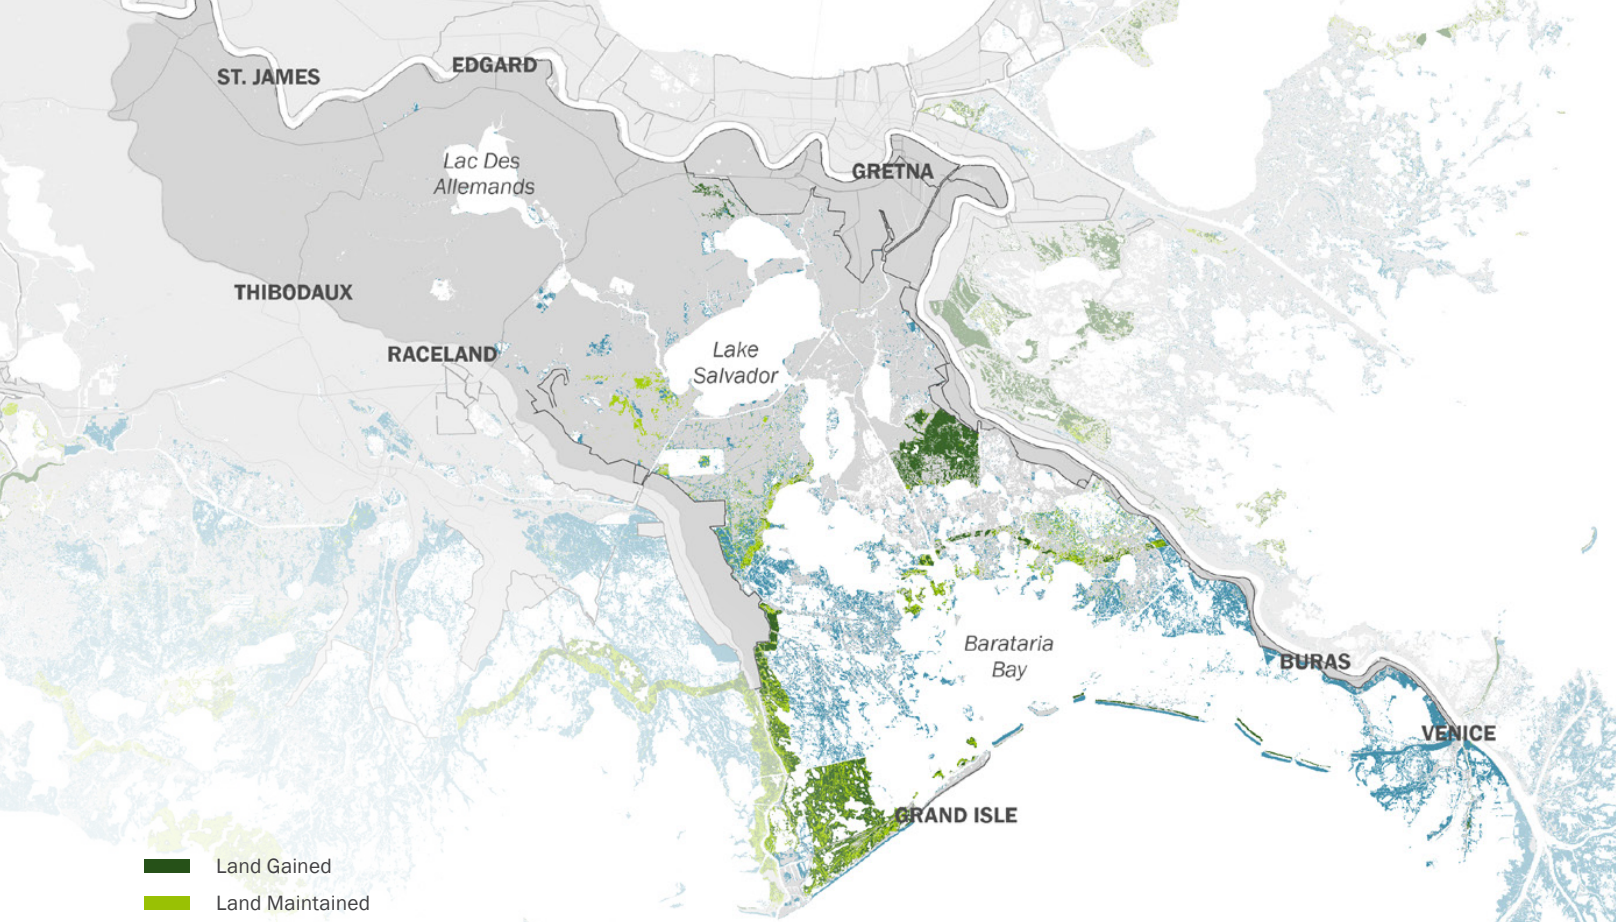 EDGARD
ST. JAMES
Lac Des
Allemands
GRETNA
THIBODAUX
RACELAND
Lake
Salvador
Barataria
Bay
BURAS
VENICE
GRAND ISLE
Land Gained
Land Maintained